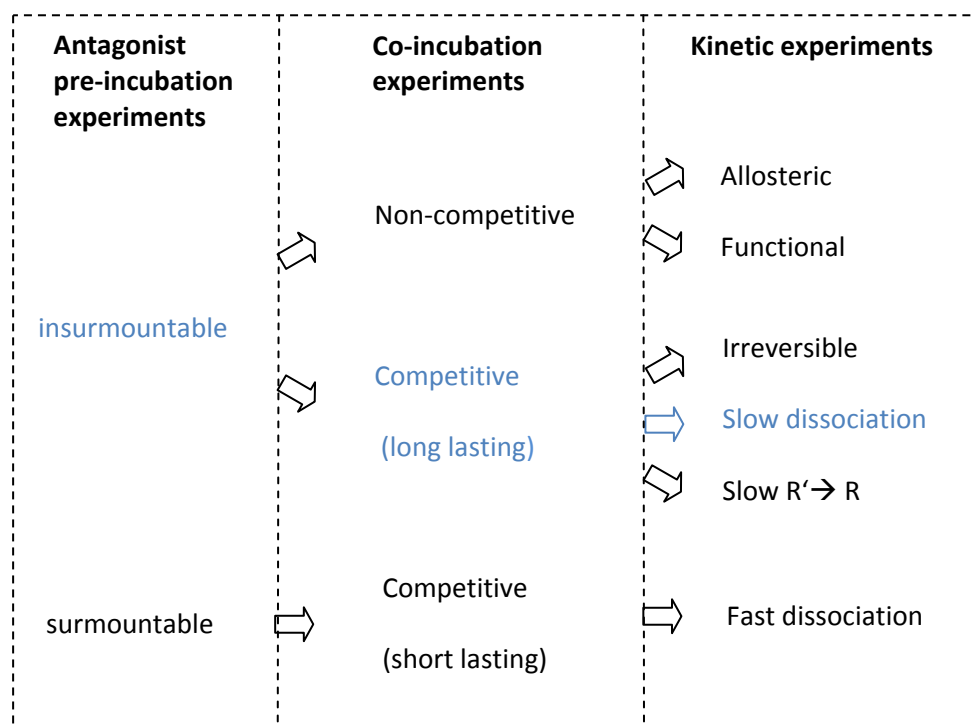 Antagonist
pre-incubation
experiments
Co-incubation
experiments
Kinetic experiments
insurmountable
Non-competitive
Allosteric
Functional
Competitive
(long lasting)
Irreversible
Slow dissociation
Slow R‘→ R
surmountable
Competitive
(short lasting)
Fast dissociation